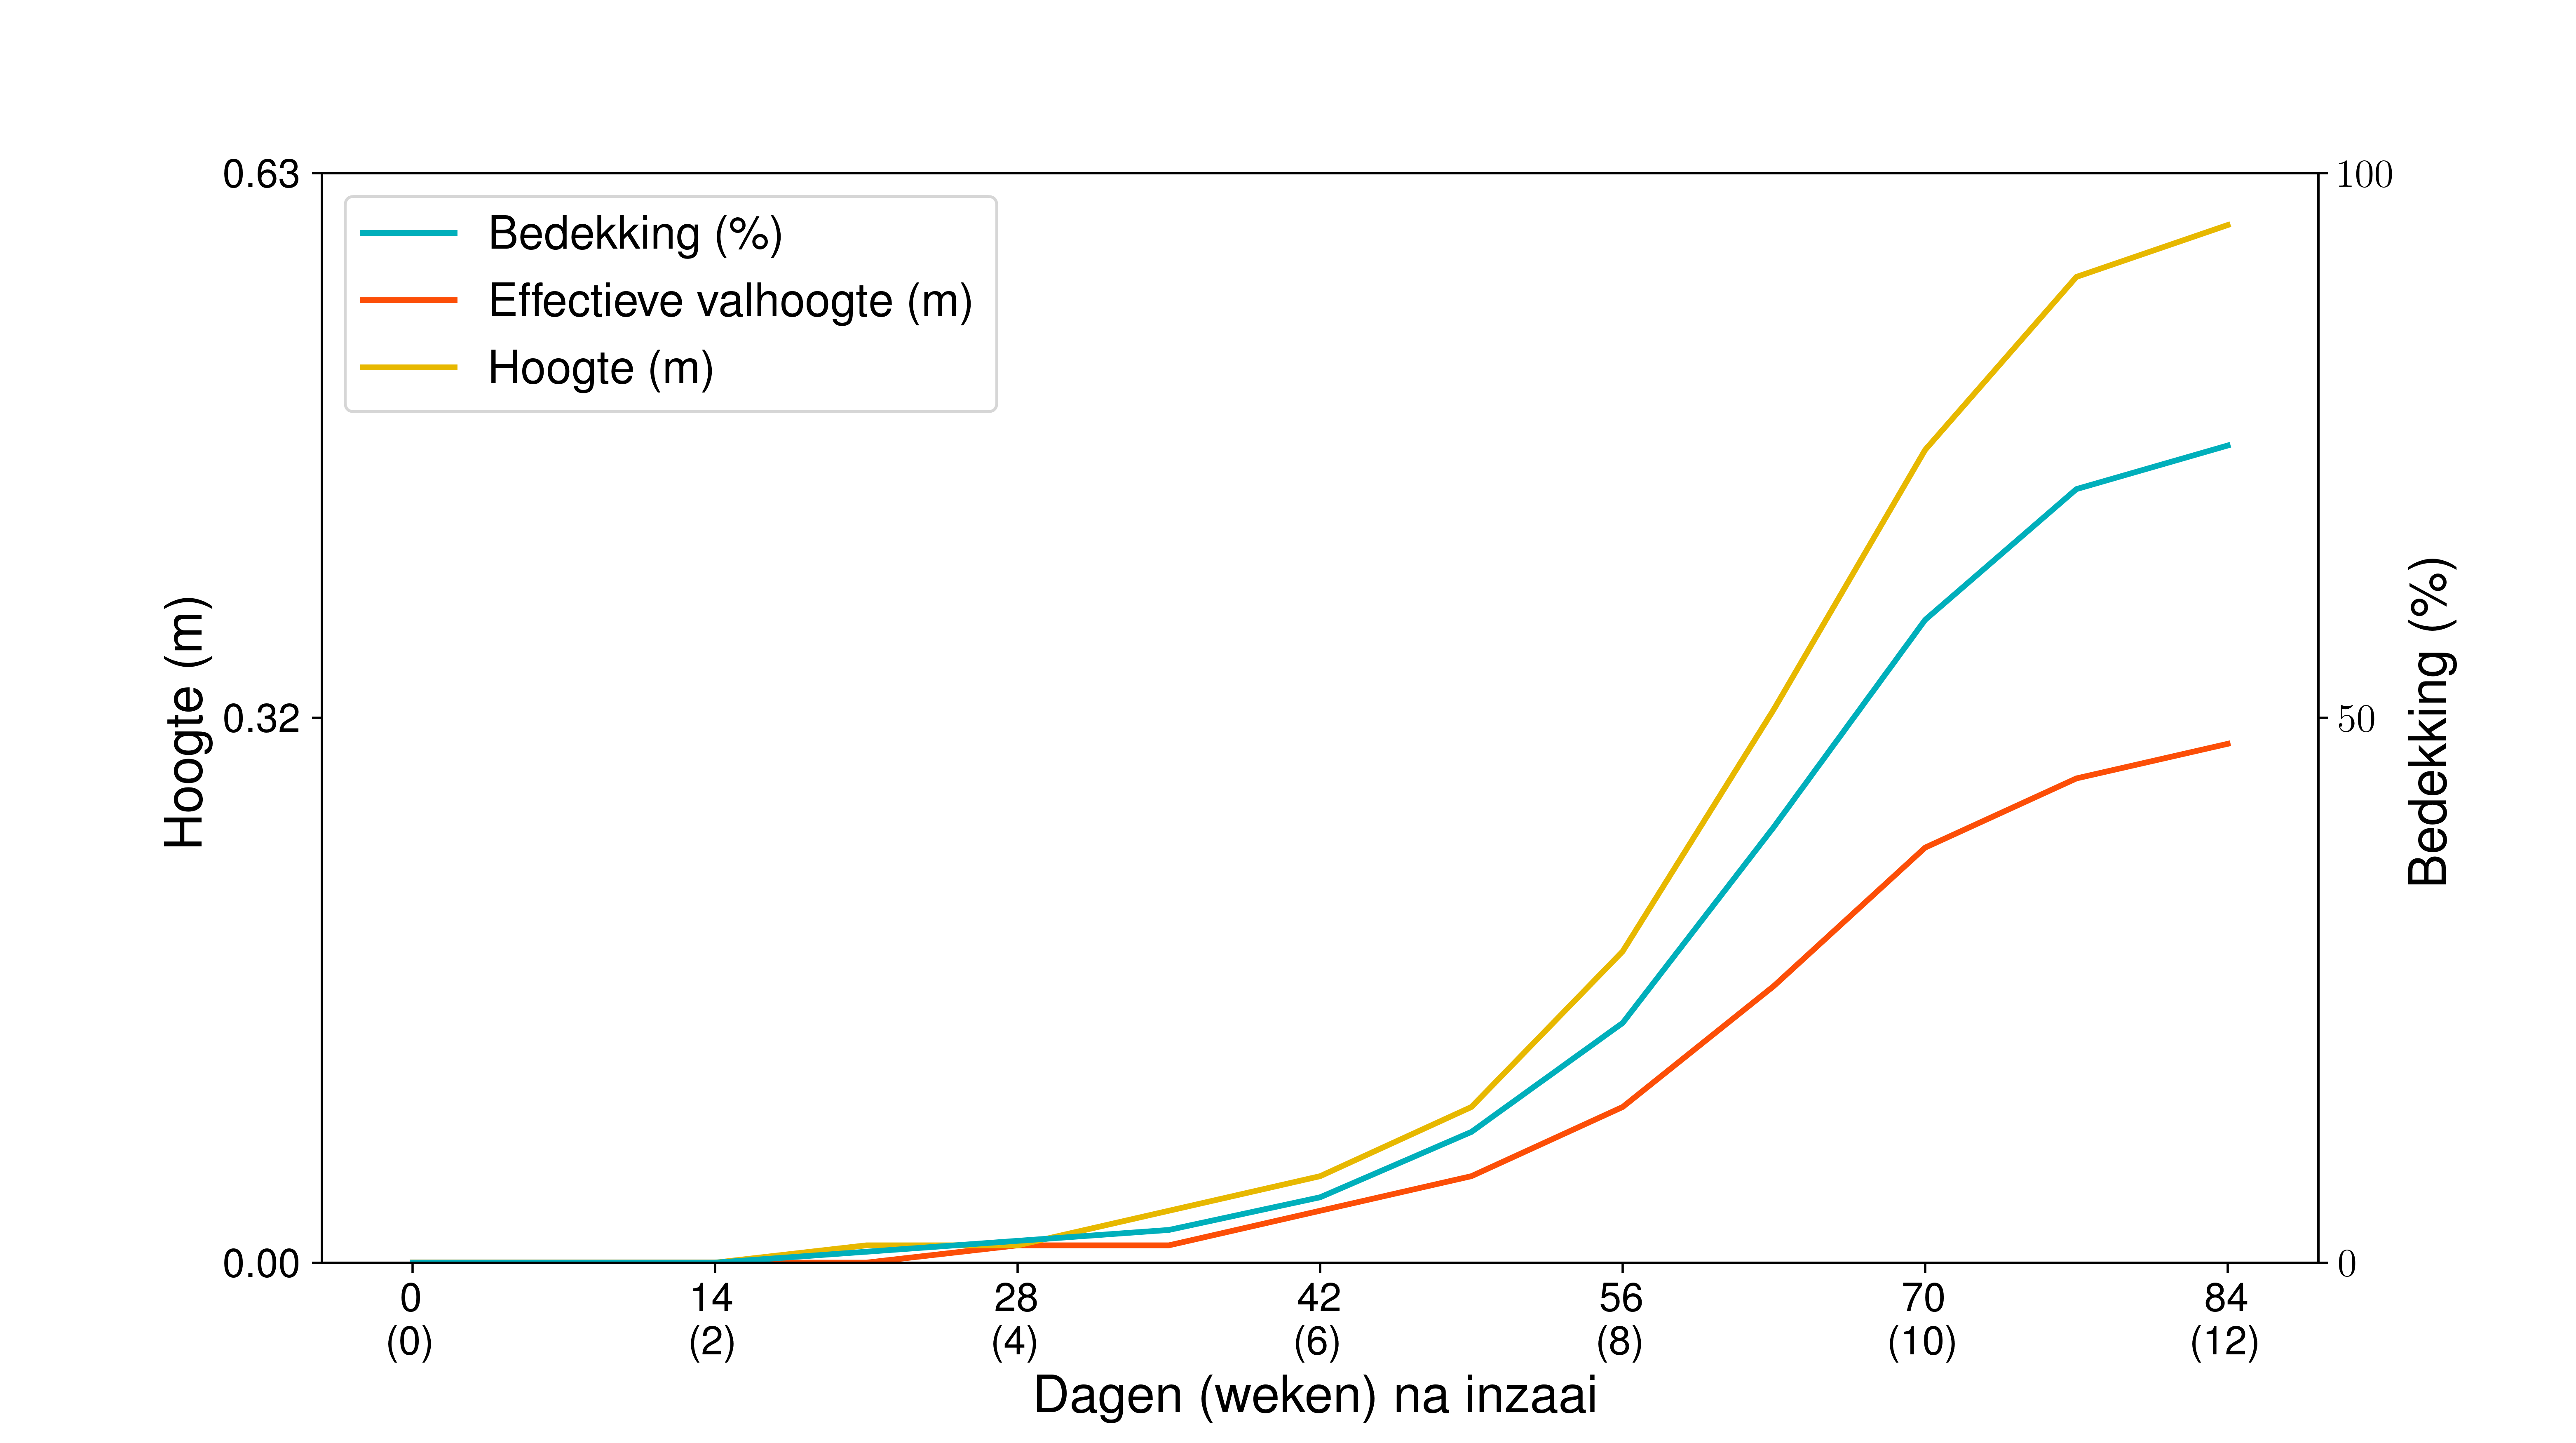 0.63
0.32
0.00
Hoogte (m)
Bedekking (%)
Effectieve valhoogte (m)
Hoogte (m)
100
50
0
Bedekking (%)
0 14 28 42 56 70 84
(0) (2) (4) (6) (8) (10) (12)
Dagen (weken) na inzaai